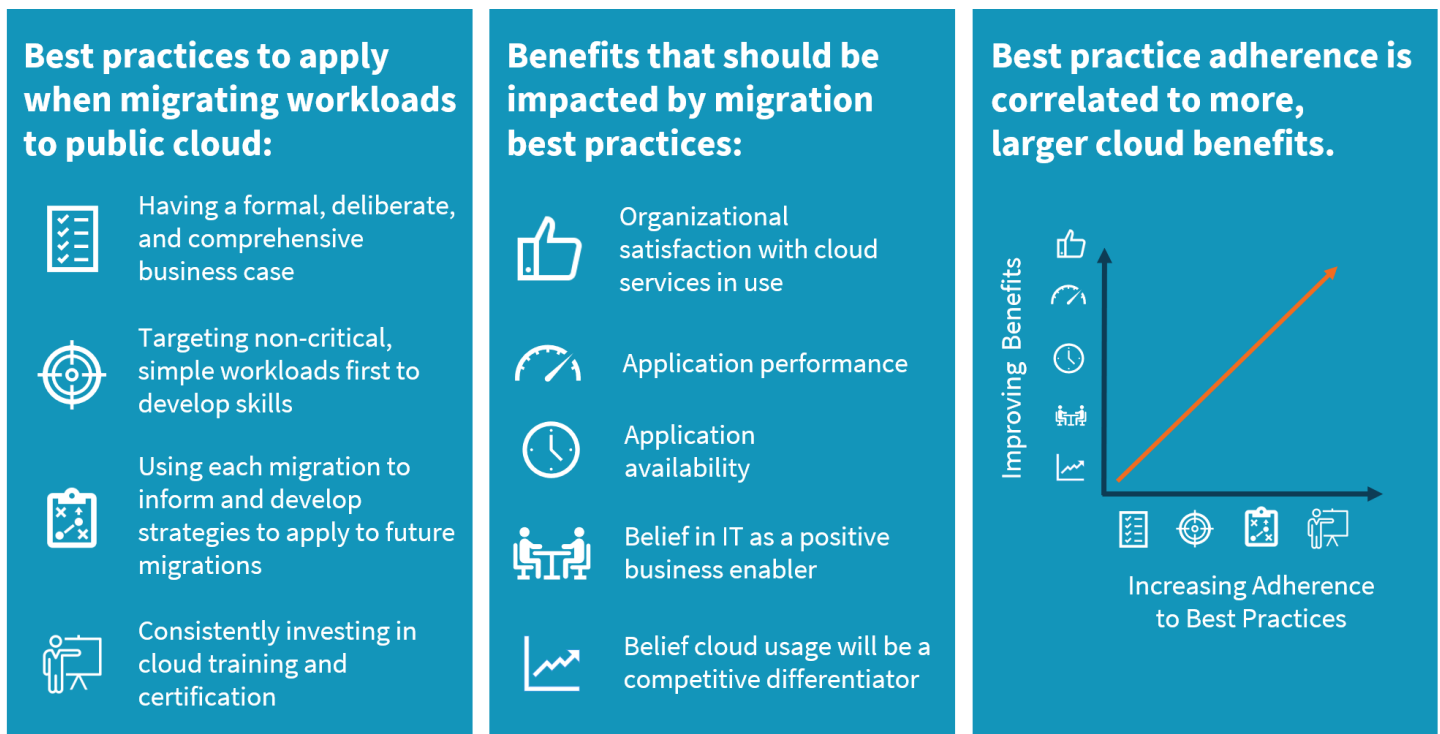 Best practices to apply
when migrating workloads
to public cloud:
Having a formal, deliberate,
and comprehensive
business case
Targeting non-critical,
simple workloads first to
develop skills
Using each migration to
inform and develop
strategies to apply to future
migrations
Consistently investing in
cloud training and
certification
Benefits that should be
impacted by migration
best practices:
Organizational
satisfaction with cloud
services in use
Application performance
Application
availability
Belief in IT as a positive
business enabler
Belief cloud usage will be a
competitive differentiator
Best practice adherence is
correlated to more,
larger cloud benefits.
Improving Benefits
Increasing Adherence
to Best Practices